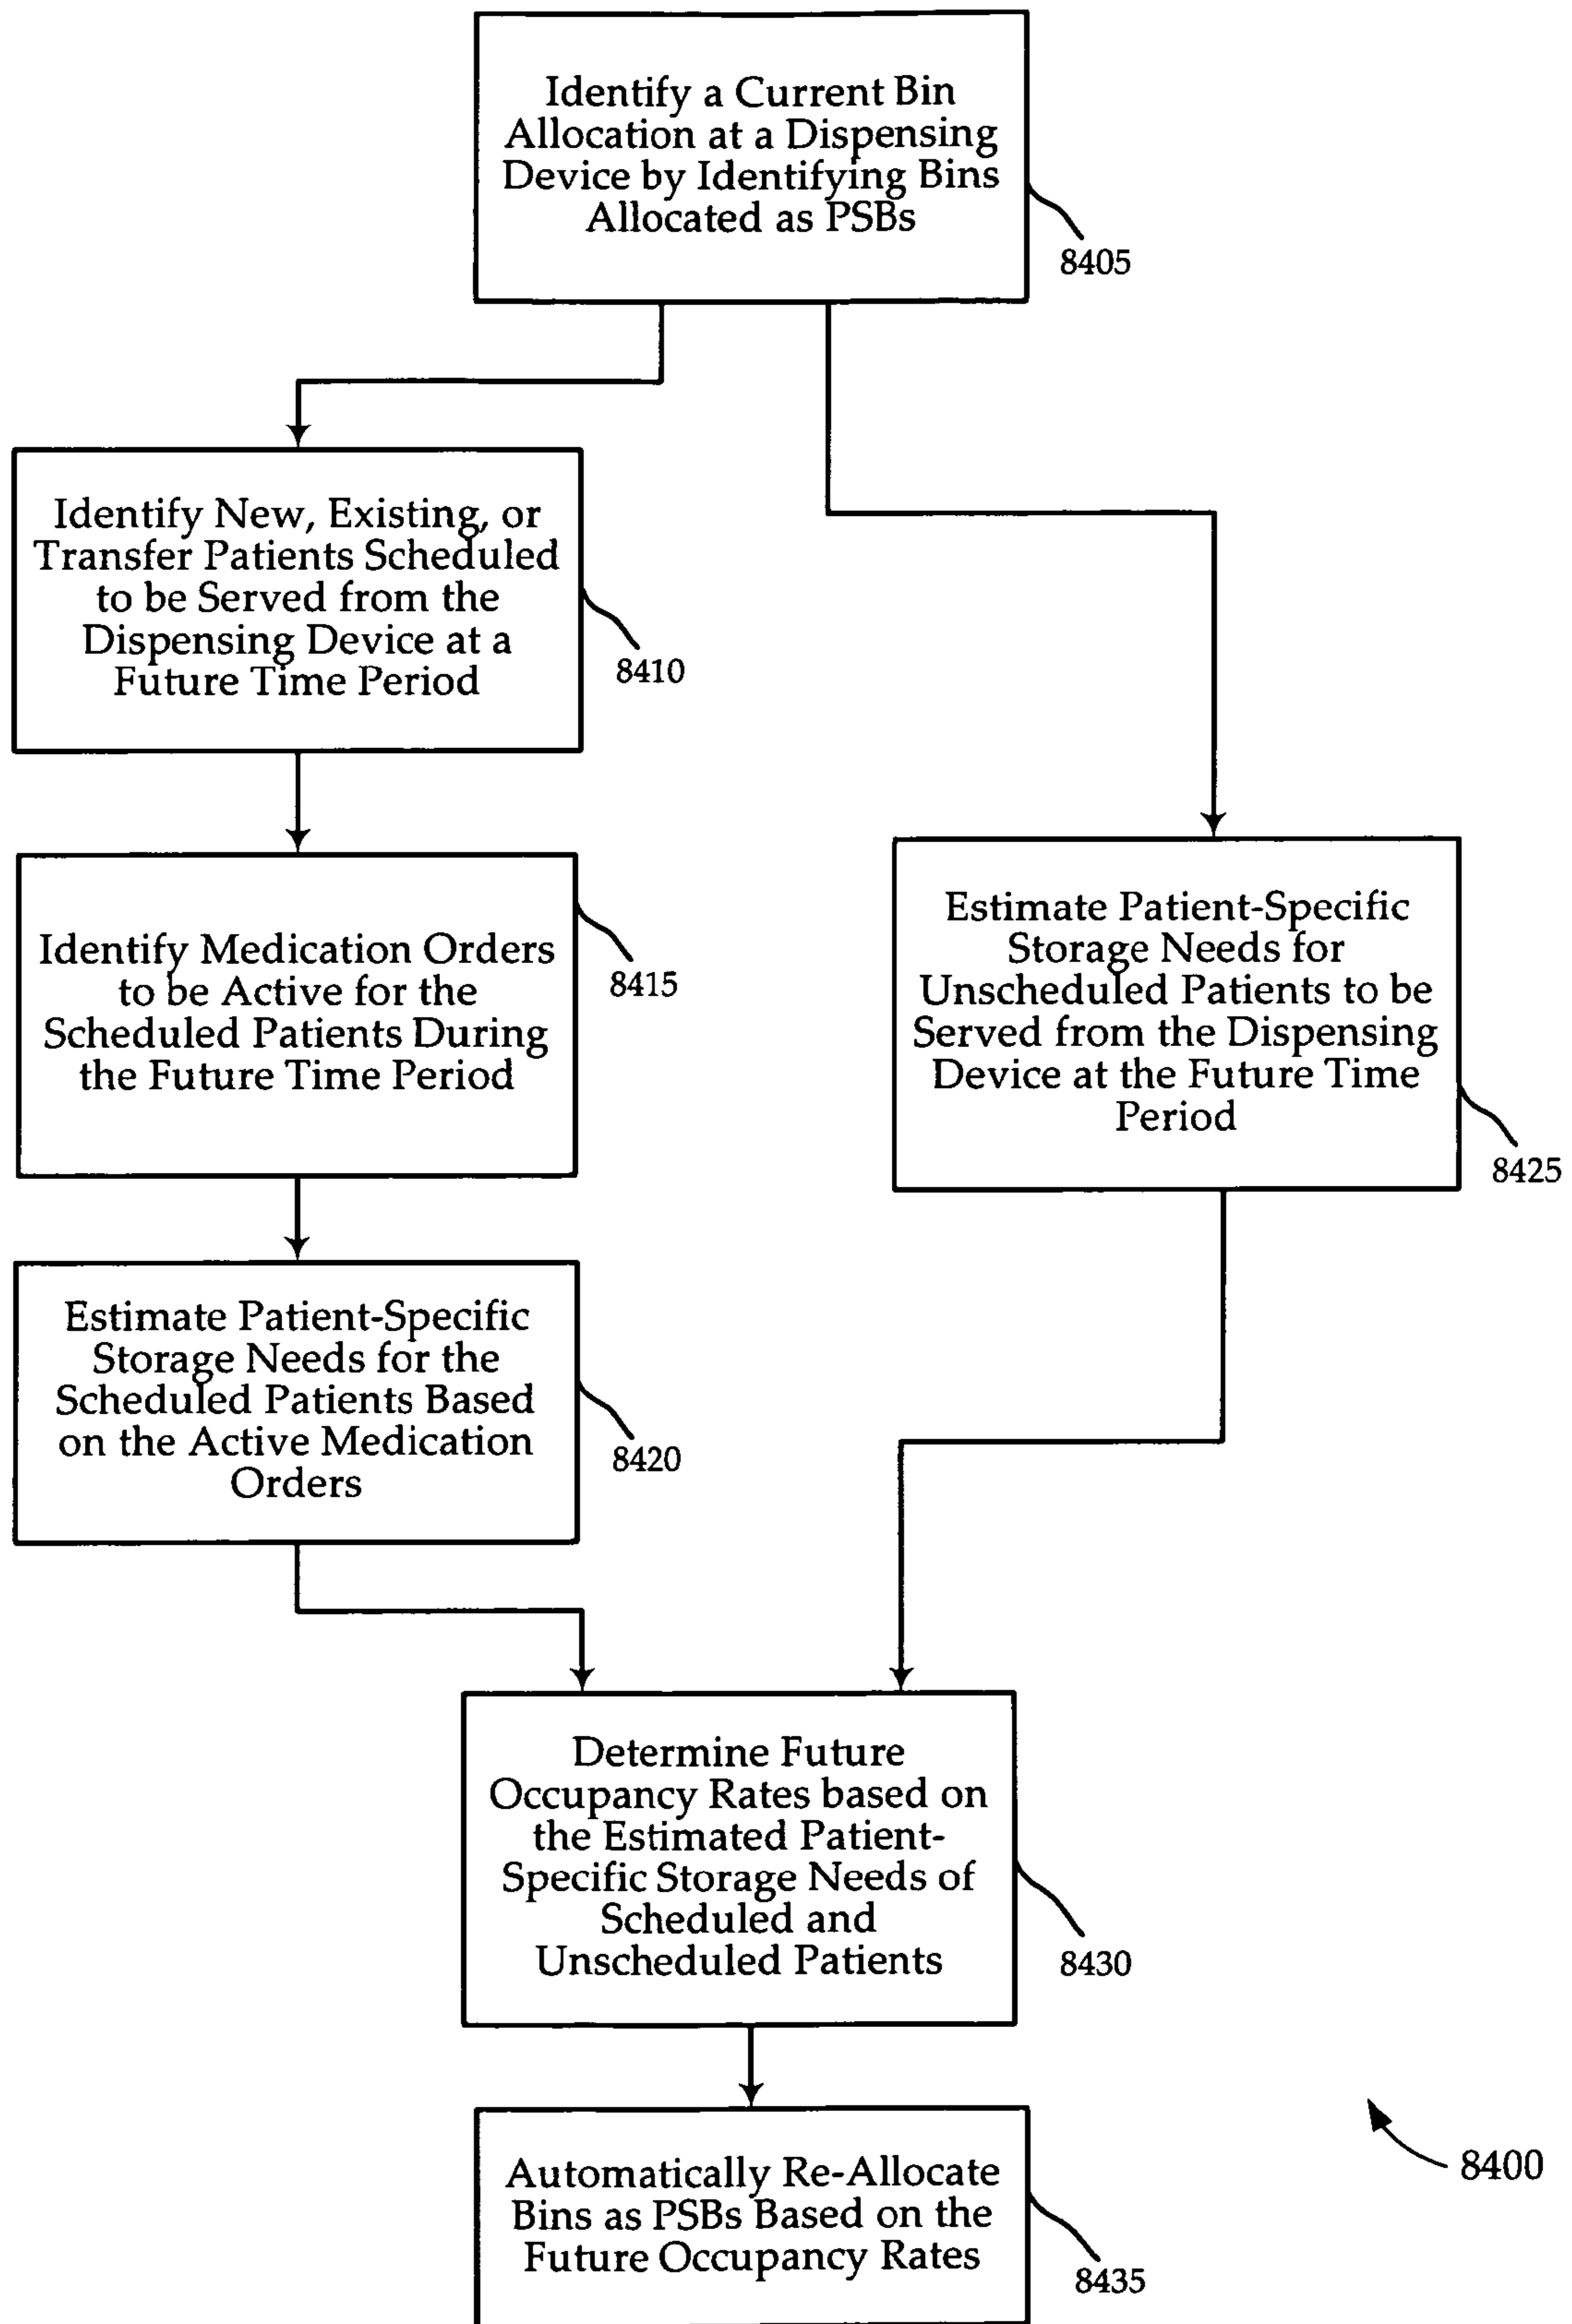 Identify a Current Bin
Allocation at a Dispensing
Device by Identifying Bins
Allocated as PSBs
8405
Identify New, Existing, or
Transfer Patients Scheduled
to be Served from the
Dispensing Device at a
Future Time Period
8410
Identify Medication Orders
to be Active for the
Scheduled Patients During
the Future Time Period
8415
Estimate Patient-Specific
Storage Needs for
Unscheduled Patients to be
Served from the Dispensing
Device at the Future Time
Period
8425
Estimate Patient-Specific
Storage Needs for the
Scheduled Patients Based
on the Active Medication
Orders
8420
Determine Future
Occupancy Rates based on
the Estimated Patient-
Specific Storage Needs of
Scheduled and
Unscheduled Patients
8430
Automatically Re-Allocate
Bins as PSBs Based on the
Future Occupancy Rates
8435
8400